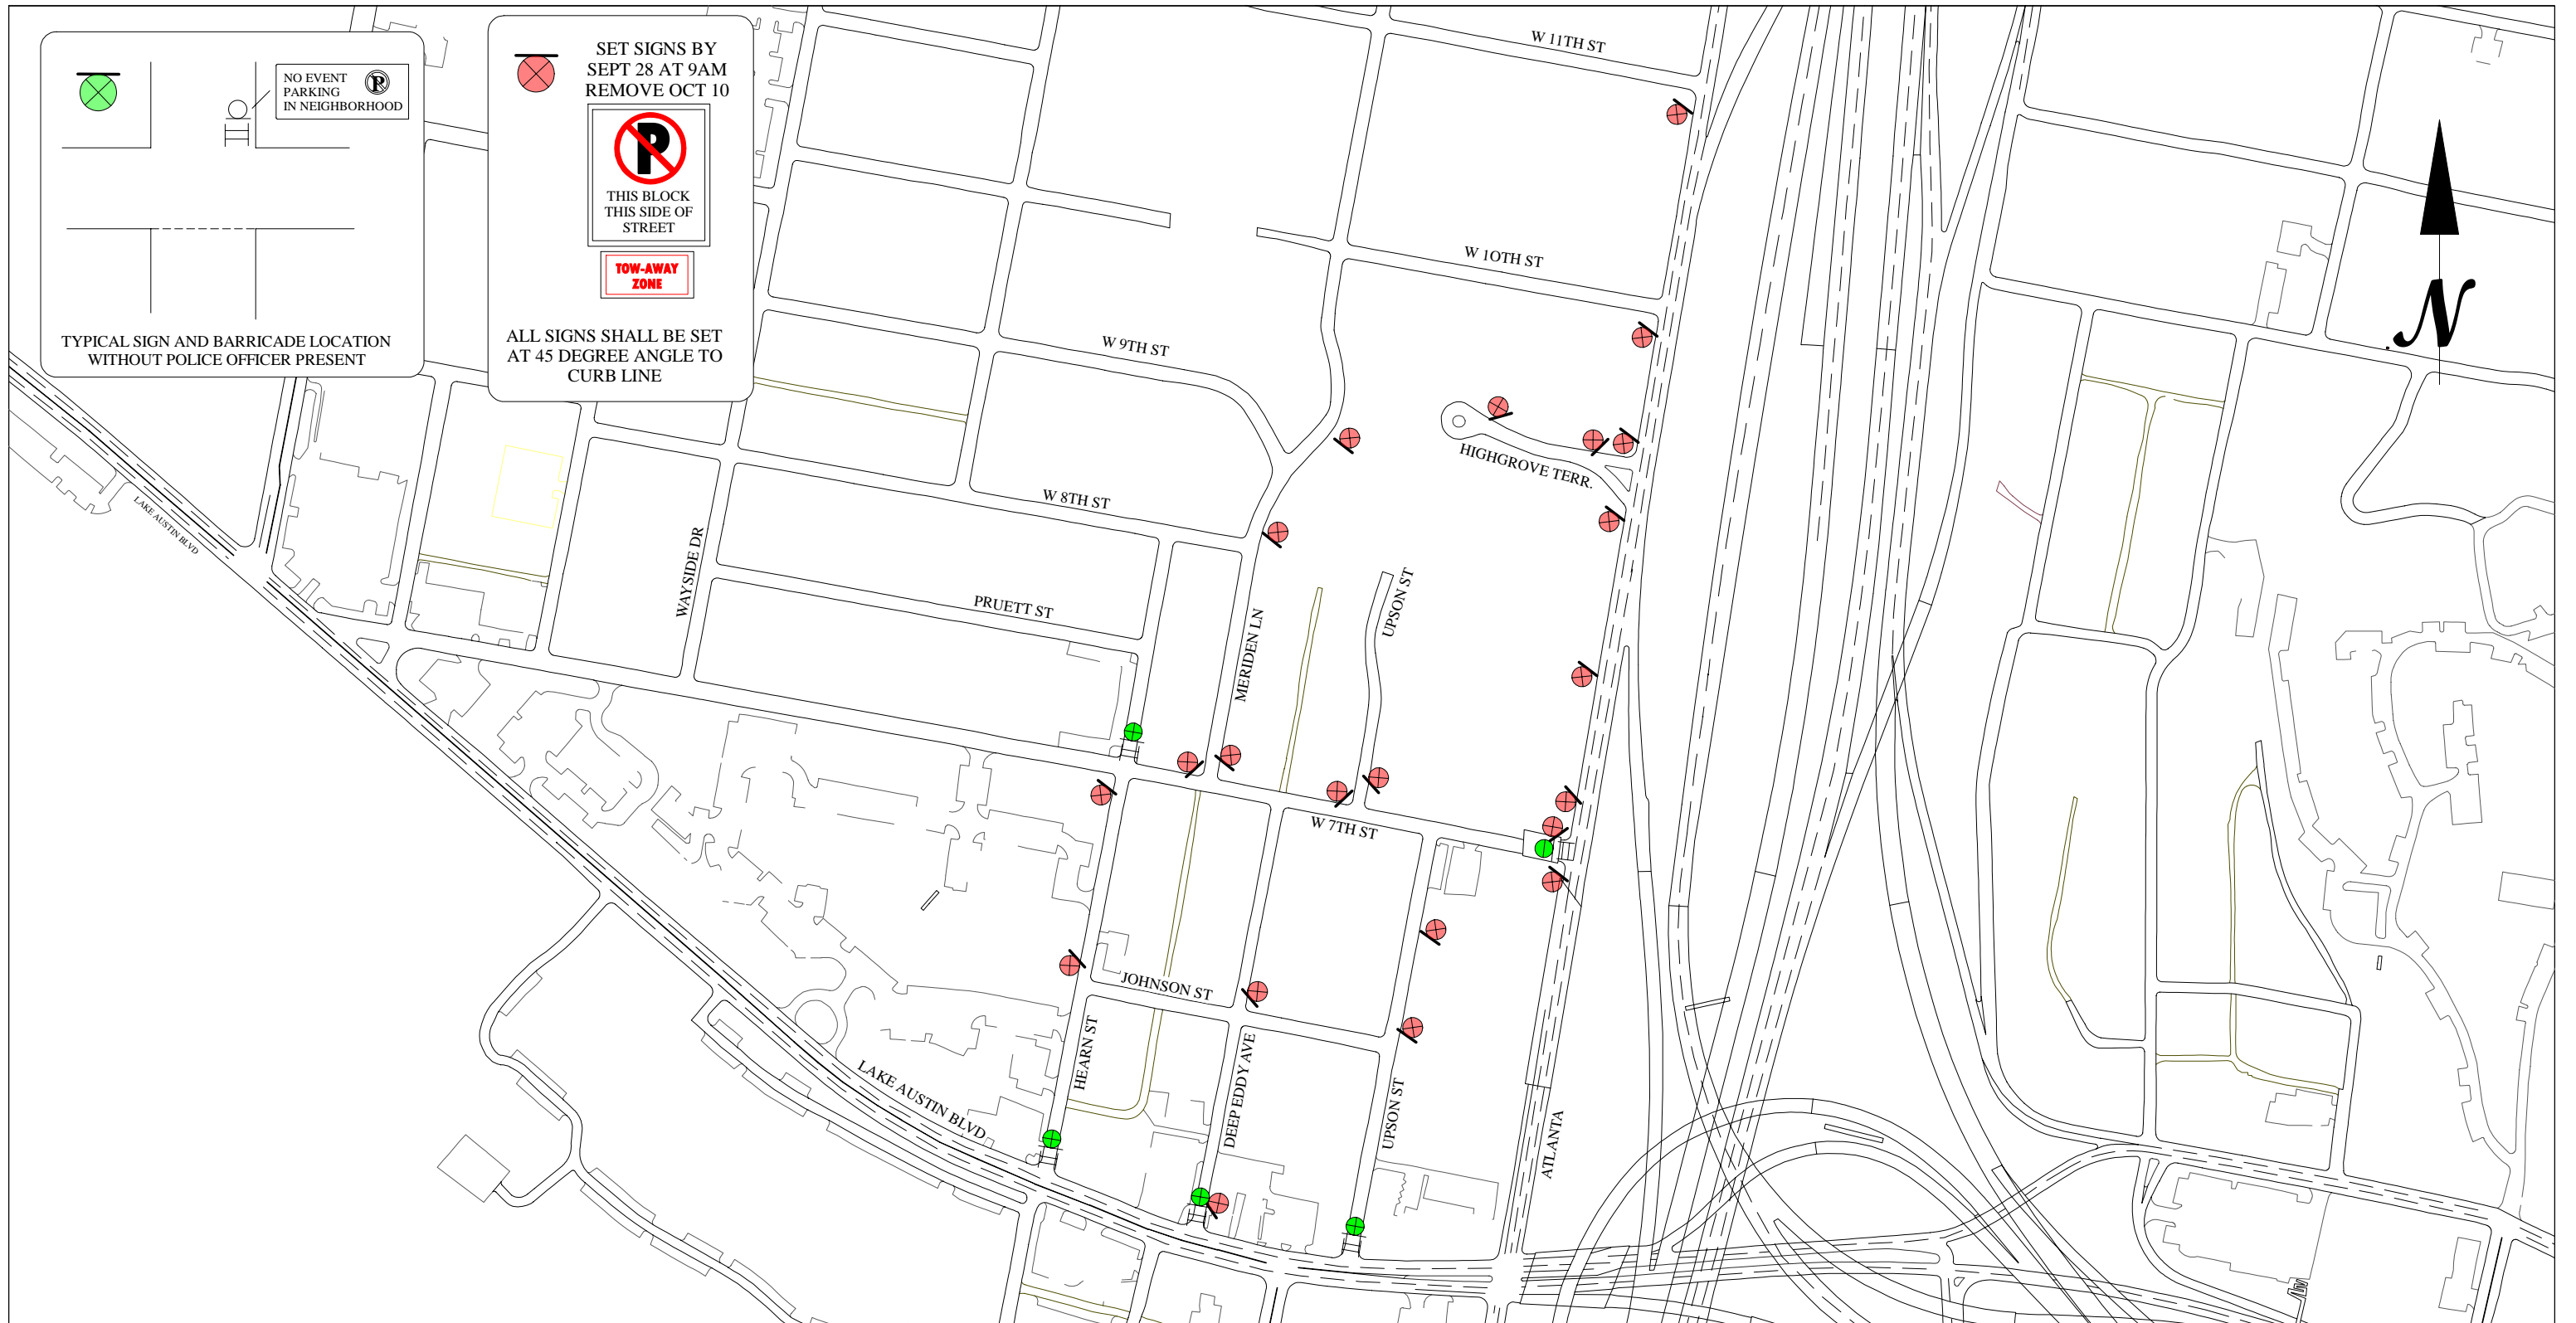 NO EVENT
PARKING
IN NEIGHBORHOOD
P
TYPICAL SIGN AND BARRICADE LOCATION
WITHOUT POLICE OFFICER PRESENT
SET SIGNS BY
SEPT 28 AT 9AM
REMOVE OCT 10
P
THIS BLOCK
THIS SIDE OF
STREET
TOW-AWAY
ZONE
ALL SIGNS SHALL BE SET
AT 45 DEGREE ANGLE TO
CURB LINE
W 11TH ST
W 10TH ST
N
W 9TH ST
HIGHGROVE TERR.
W 8TH ST
LAKE AUSTIN BLVD
WAYSIDE DR
PRUETT ST
MERIDEN LN
UPSON ST
W 7TH ST
JOHNSON ST
HEARN ST
DEEP EDDY AVE
UPSON ST
ATLANTA
LAKE AUSTIN BLVD